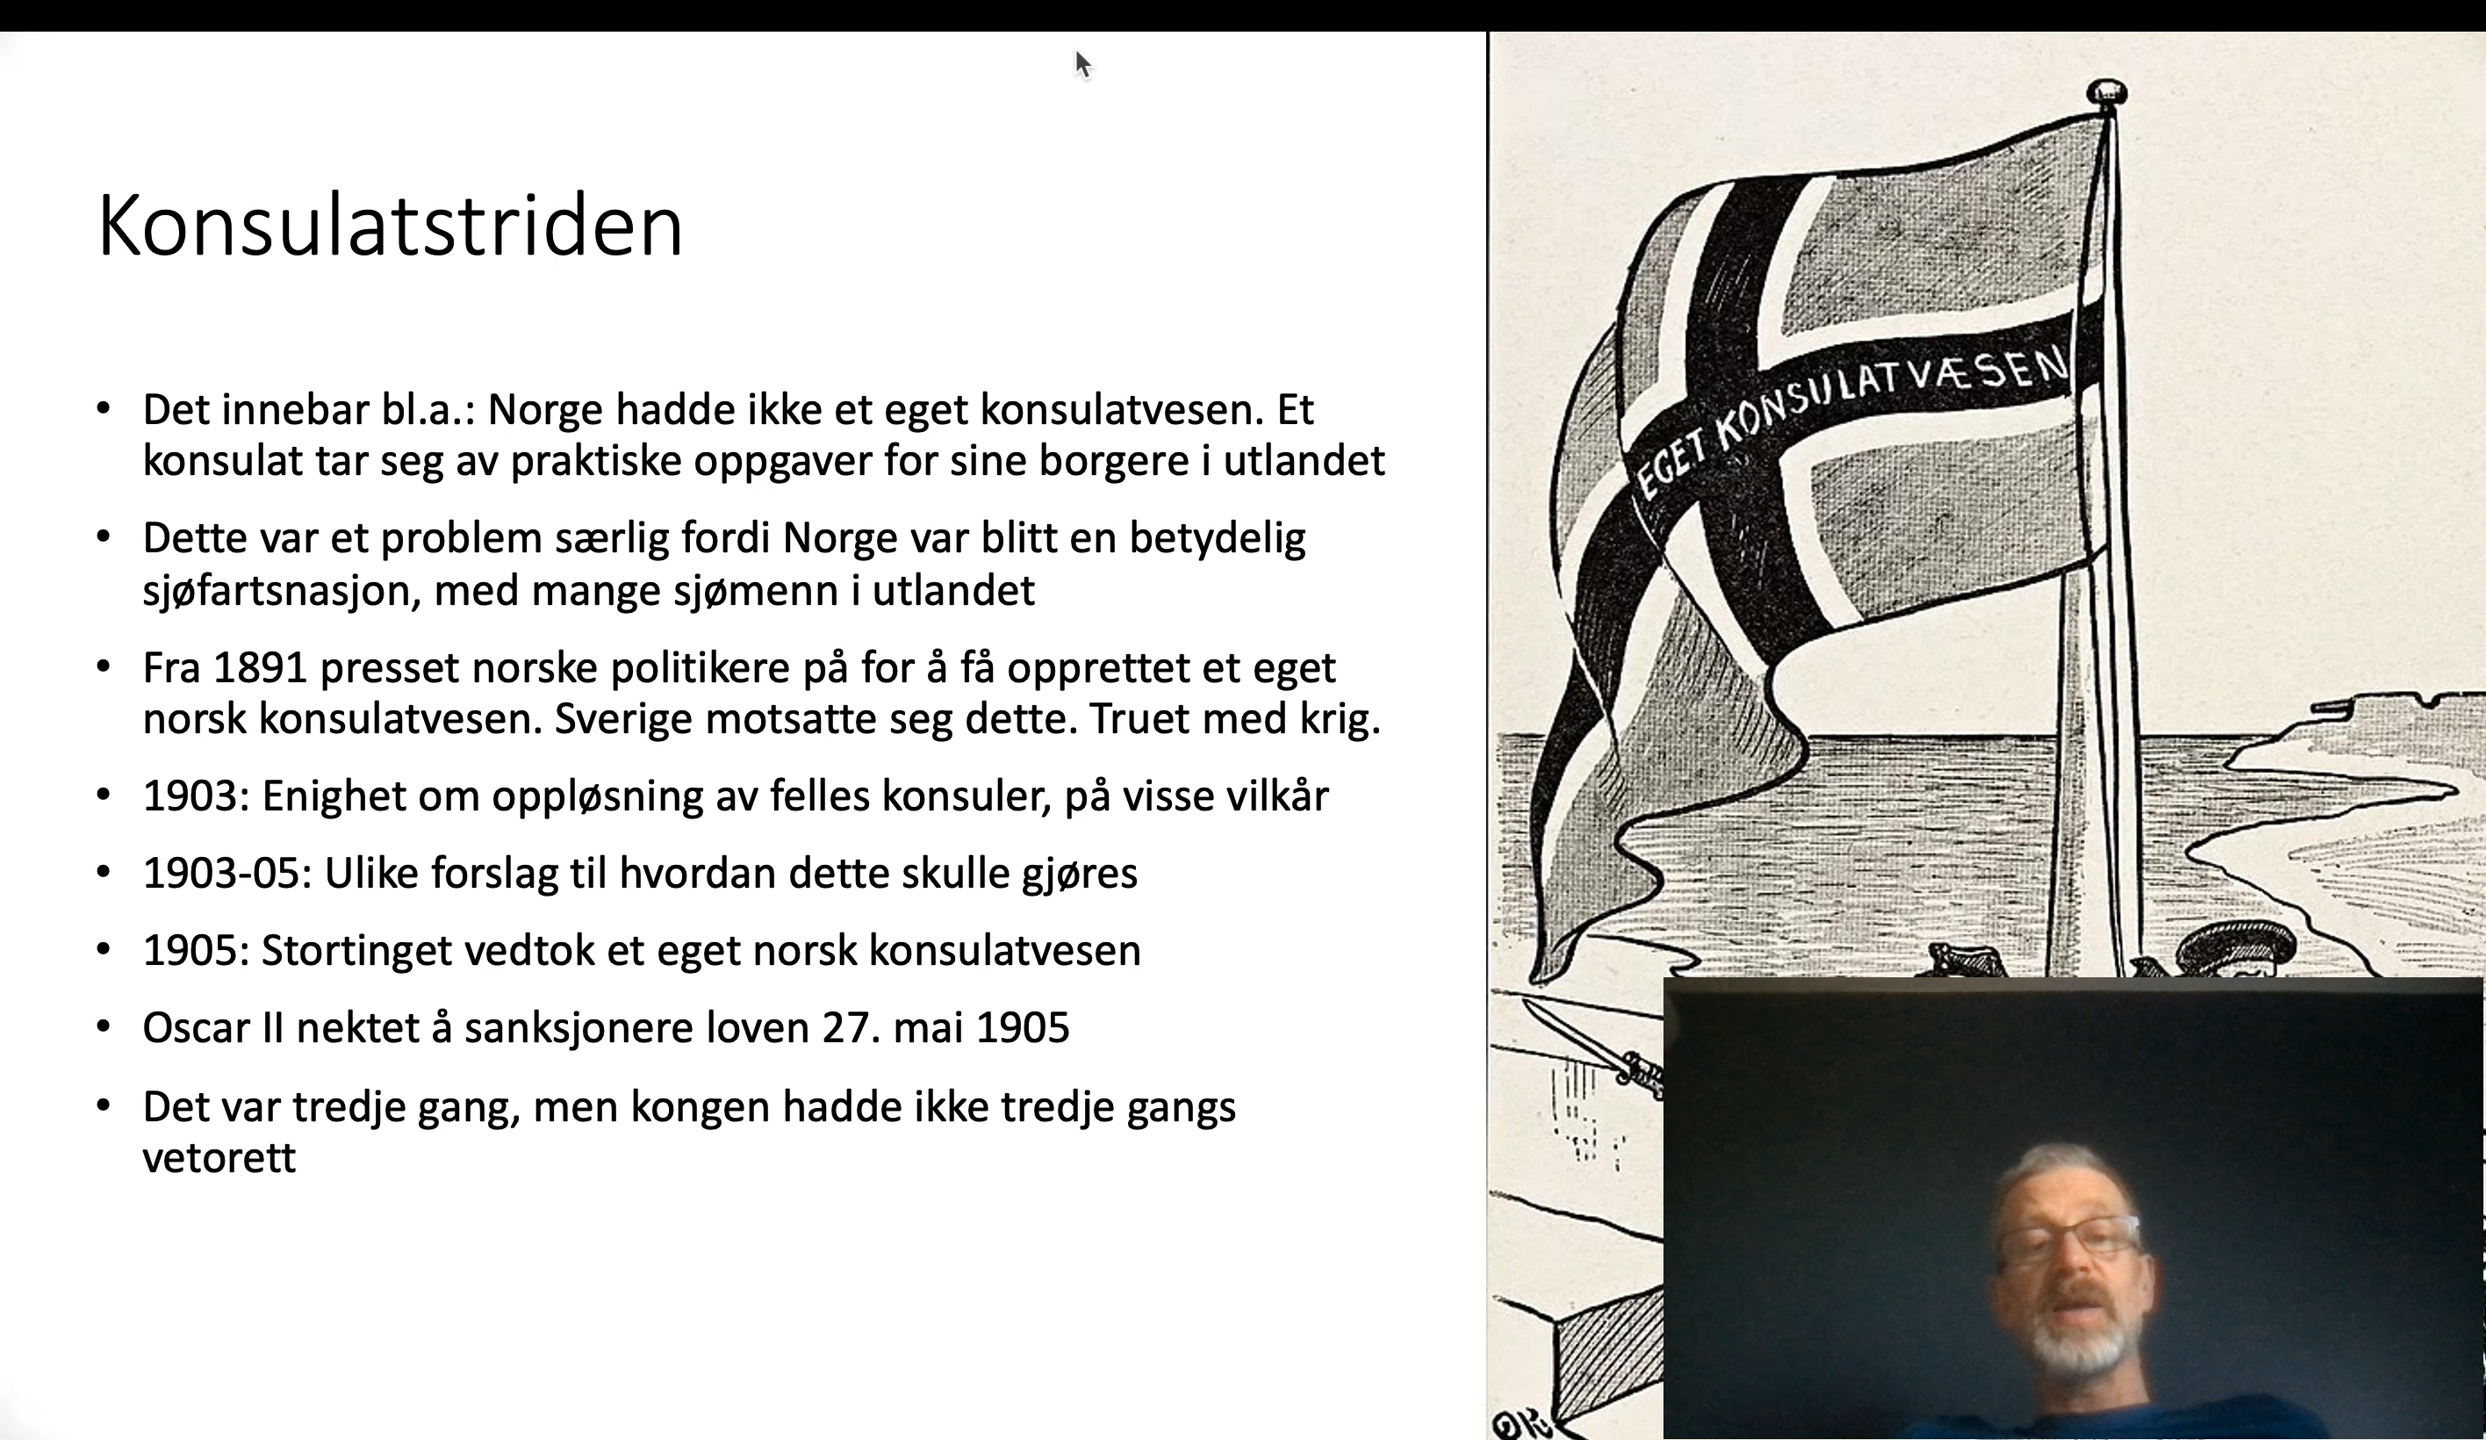 Konsulatstriden
• Det innebar bl.a.: Norge hadde ikke et eget konsulatvesen. Et
konsulat tar seg av praktiske oppgaver for sine borgere i utlandet
• Dette var et problem særlig fordi Norge var blitt en betydelig
sjøfartsnasjon, med mange sjømenn i utlandet
• Fra 1891 presset norske politikere på for å få opprettet et eget
norsk konsulatvesen. Sverige motsatte seg dette. Truet med krig.
• 1903: Enighet om oppløsning av felles konsuler, på visse vilkår
• 1903-05: Ulike forslag til hvordan dette skulle gjøres
• 1905: Stortinget vedtok et eget norsk konsulatvesen
• Oscar II nektet å sanksjonere loven 27. mai 1905
• Det var tredje gang, men kongen hadde ikke tredje gangs
vetorett
EGET KONSULATVÆSEN